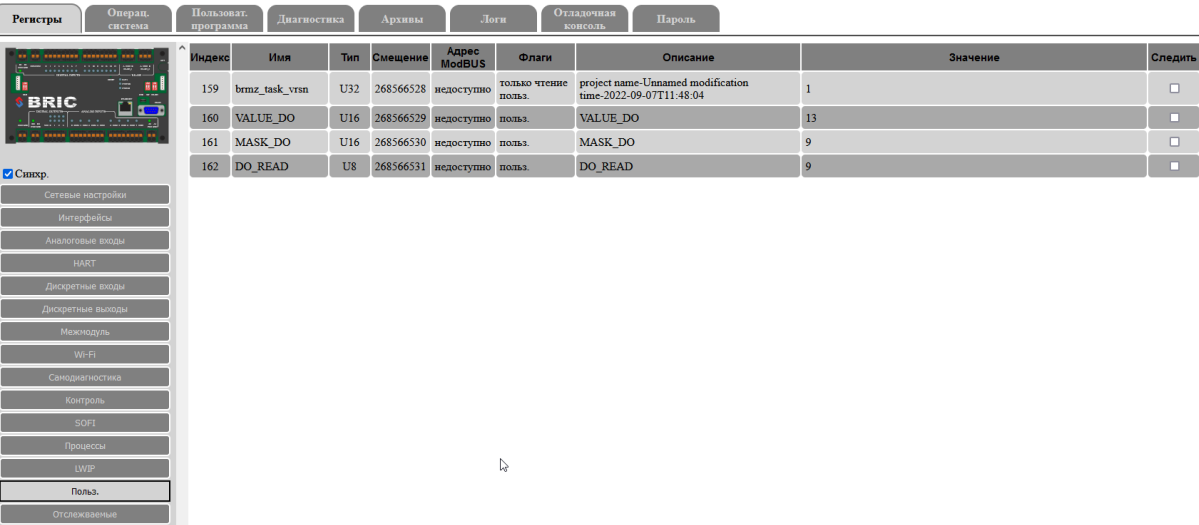 Регистры
Операц.
система
Пользоват.
программа
Диагностика
Архивы
Логи
Отладочная
консоль
Пароль
BRIC
Синхр.
Сетевые настройки
Интерфейсы
Аналоговые входы
HART
Дискретные входы
Дискретные выходы
Межмодуль
Wi-Fi
Самодиагностика
Контроль
SOFI
Процессы
LWIP
Польз.
Отслеживаемые
Индекс Имя Тип Смещение Адрес ModBUS Флаги Описание Значение Следить
159 brmz_task_vrsn U32 268566528 недоступно только чтение польз. project name-Unnamed modification time-2022-09-07T11:48:04 1
160 VALUE_DO U16 268566529 недоступно польз. VALUE_DO 13
161 MASK_DO U16 268566530 недоступно польз. MASK_DO 9
162 DO_READ U8 268566531 недоступно польз. DO_READ 9